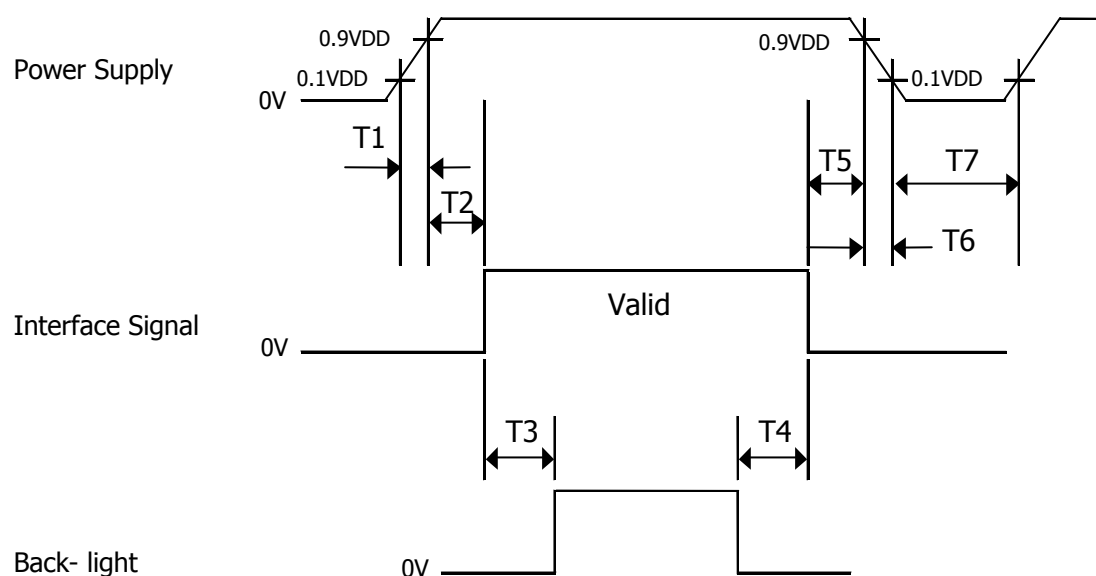 0.9VDD
0.9VDD
Power Supply
0.1VDD
0.1VDD
0V
T1
T5
T7
T2
T6
Valid
Interface Signal
0V
T3
T4
Back- light
0V